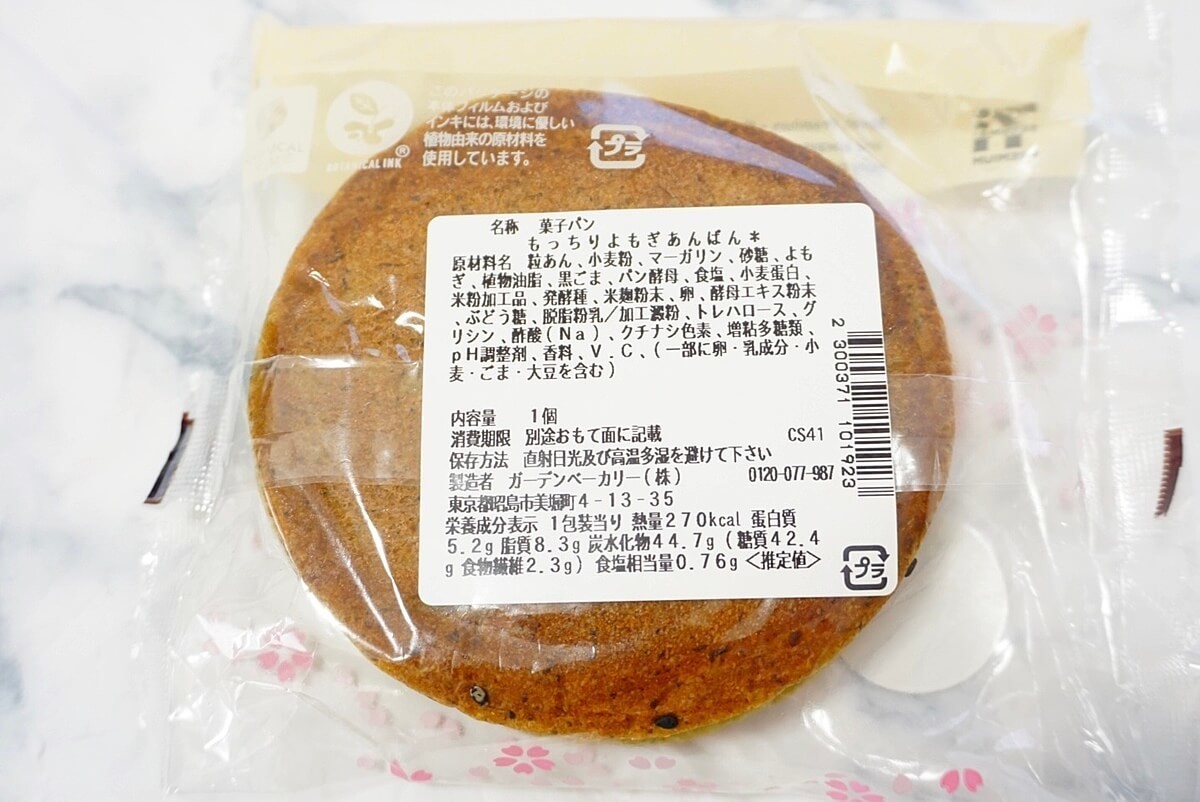 このパッケージの
本体フィルムおよび
インキには、環境に優しい
植物由来の原材料を
使用しています。
BOTANICAL INK®
プラ
名称 菓子パン
もっちりよもぎあんぱん*
原材料名 粒あん、小麦粉、マーガリン、砂糖、よも
ぎ、植物油脂、黒ごま、パン酵母、食塩、小麦蛋白、
米粉加工品、発酵種、米麹粉末、卵、酵母エキス粉末
、ぶどう糖、脱脂粉乳/加工澱粉、トレハロース、グ
リシン、酢酸(Na)、クチナシ色素、増粘多糖類、
pH調整剤、香料、V.C、(一部に卵・乳成分・小
麦・ごま・大豆を含む)
内容量 1個
消費期限 別途おもて面に記載 CS41
保存方法 直射日光及び高温多湿を避けて下さい
製造者 ガーデンベーカリー(株) 0120-077-987
東京都昭島市美堀町4-13-35
栄養成分表示 1包装当り 熱量270kcal 蛋白質
5.2g 脂質8.3g 炭水化物44.7g(糖質42.4
g 食物繊維2.3g) 食塩相当量0.76g<推定値>
プラ
2 300371 101923